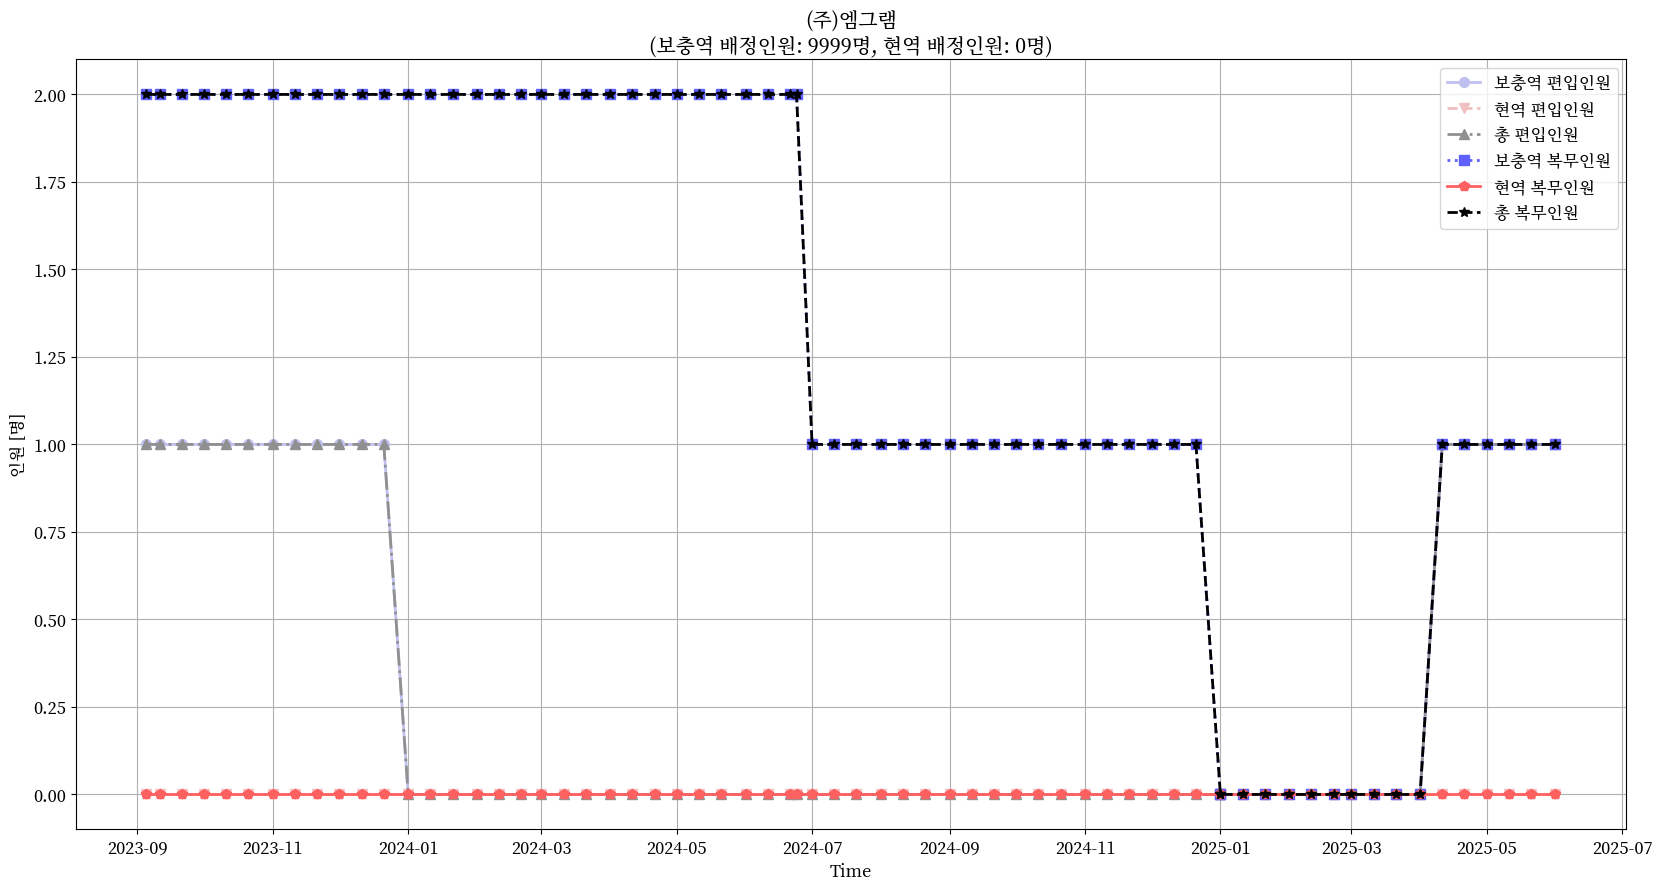 (주)엠그램
(보충역 배정인원: 9999명, 현역 배정인원: 0명)
보충역 편입인원
현역 편입인원
총 편입인원
보충역 복무인원
현역 복무인원
총 복무인원
인원 [명]
2.00
1.75
1.50
1.25
1.00
0.75
0.50
0.25
0.00
2023-09
2023-11
2024-01
2024-03
2024-05
2024-07
2024-09
2024-11
2025-01
2025-03
2025-05
2025-07
Time